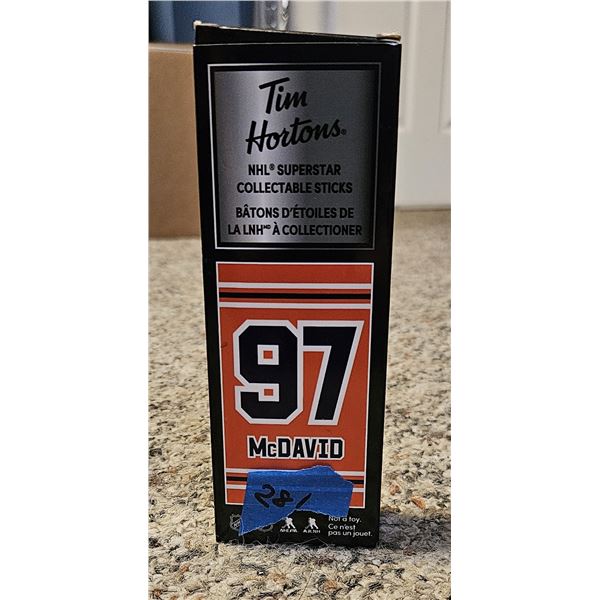 Tim
Hortons®
NHL® SUPERSTAR
COLLECTABLE STICKS
BÂTONS D'ÉTOILES DE
LA LNHᴹᴰ À COLLECTIONER
97
McDAVID
281
Not a toy.
Ce n'est
pas un jouet.